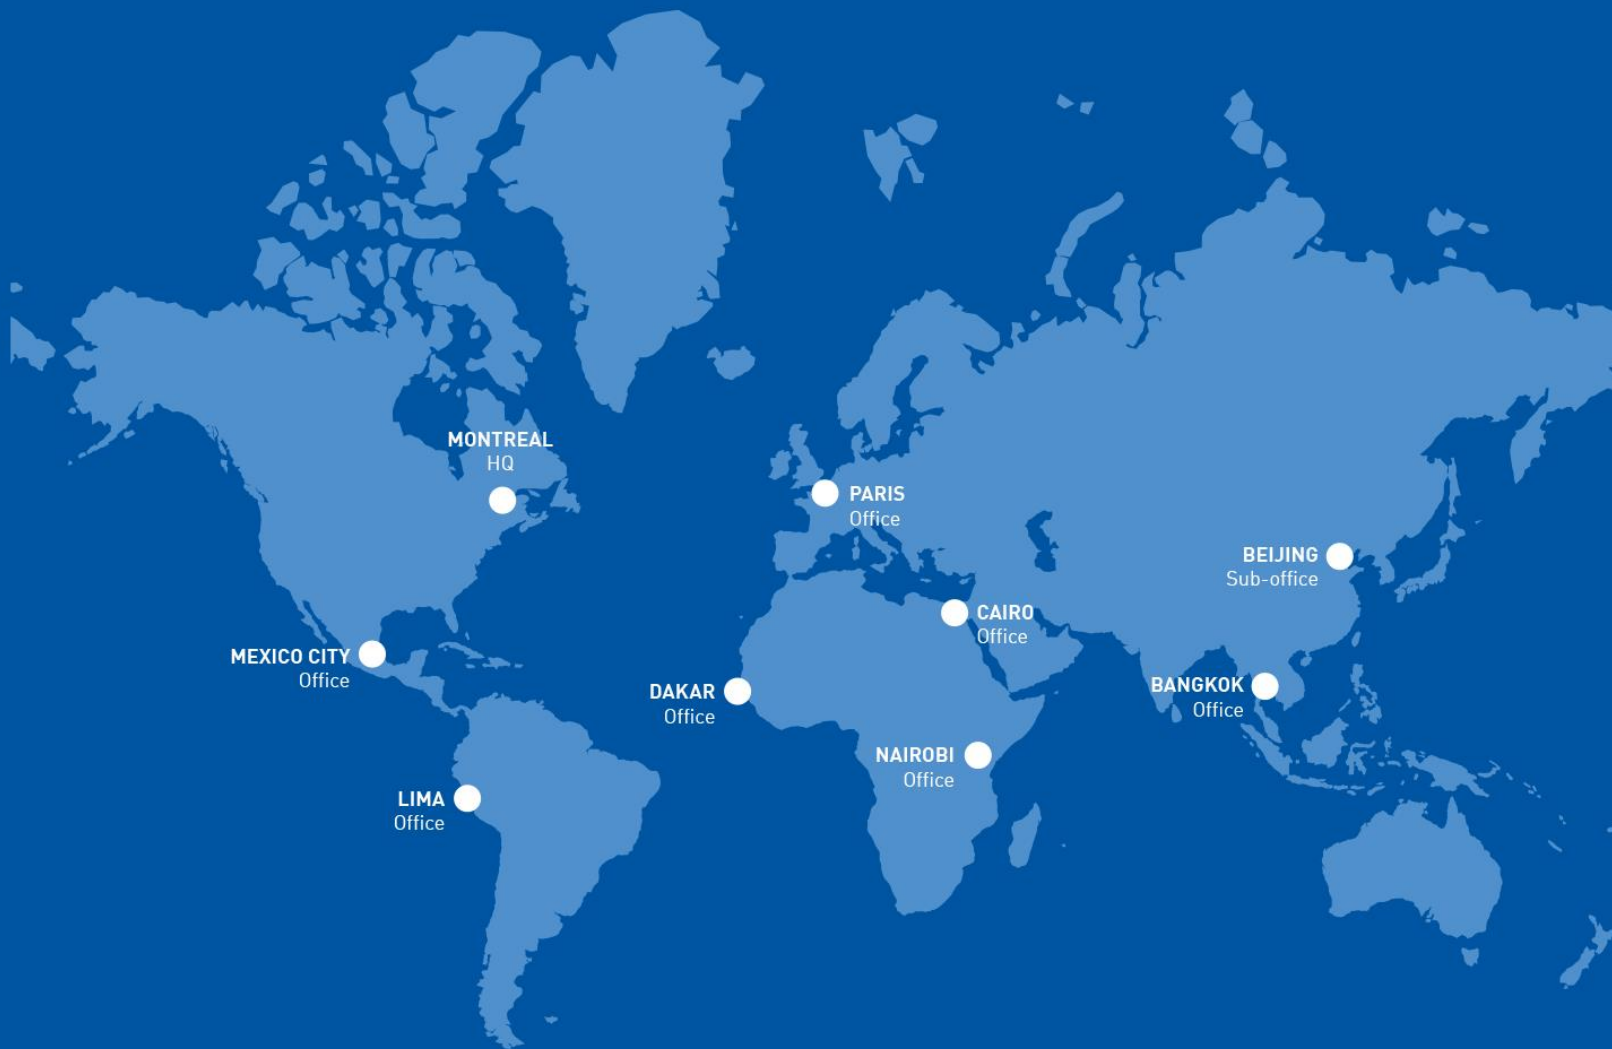 MONTREAL
HQ
PARIS
Office
BEIJING
Sub-office
CAIRO
Office
MEXICO CITY
Office
DAKAR
Office
BANGKOK
Office
NAIROBI
Office
LIMA
Office